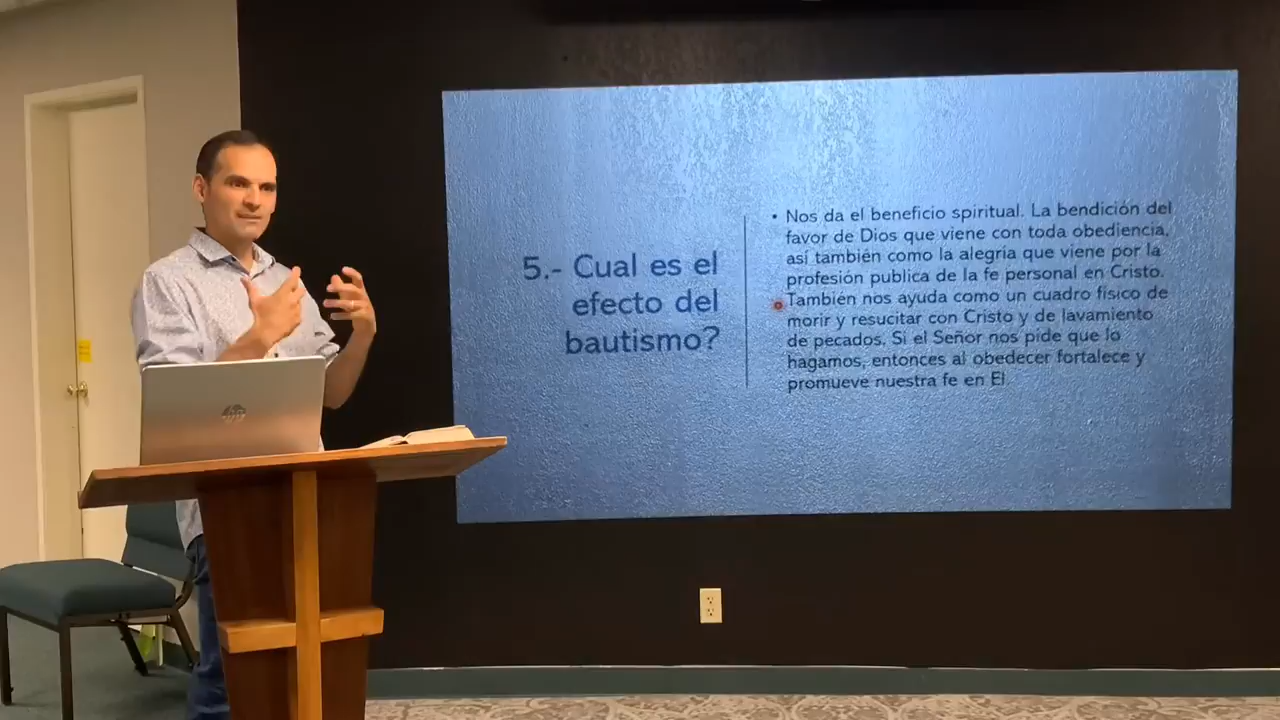 5.- Cual es el
efecto del
bautismo?
• Nos da el beneficio spiritual. La bendición del
favor de Dios que viene con toda obediencia,
así también como la alegría que viene por la
profesión publica de la fe personal en Cristo.
También nos ayuda como un cuadro físico de
morir y resucitar con Cristo y de lavamiento
de pecados. Si el Señor nos pide que lo
hagamos, entonces al obedecer fortalece y
promueve nuestra fe en El.
hp